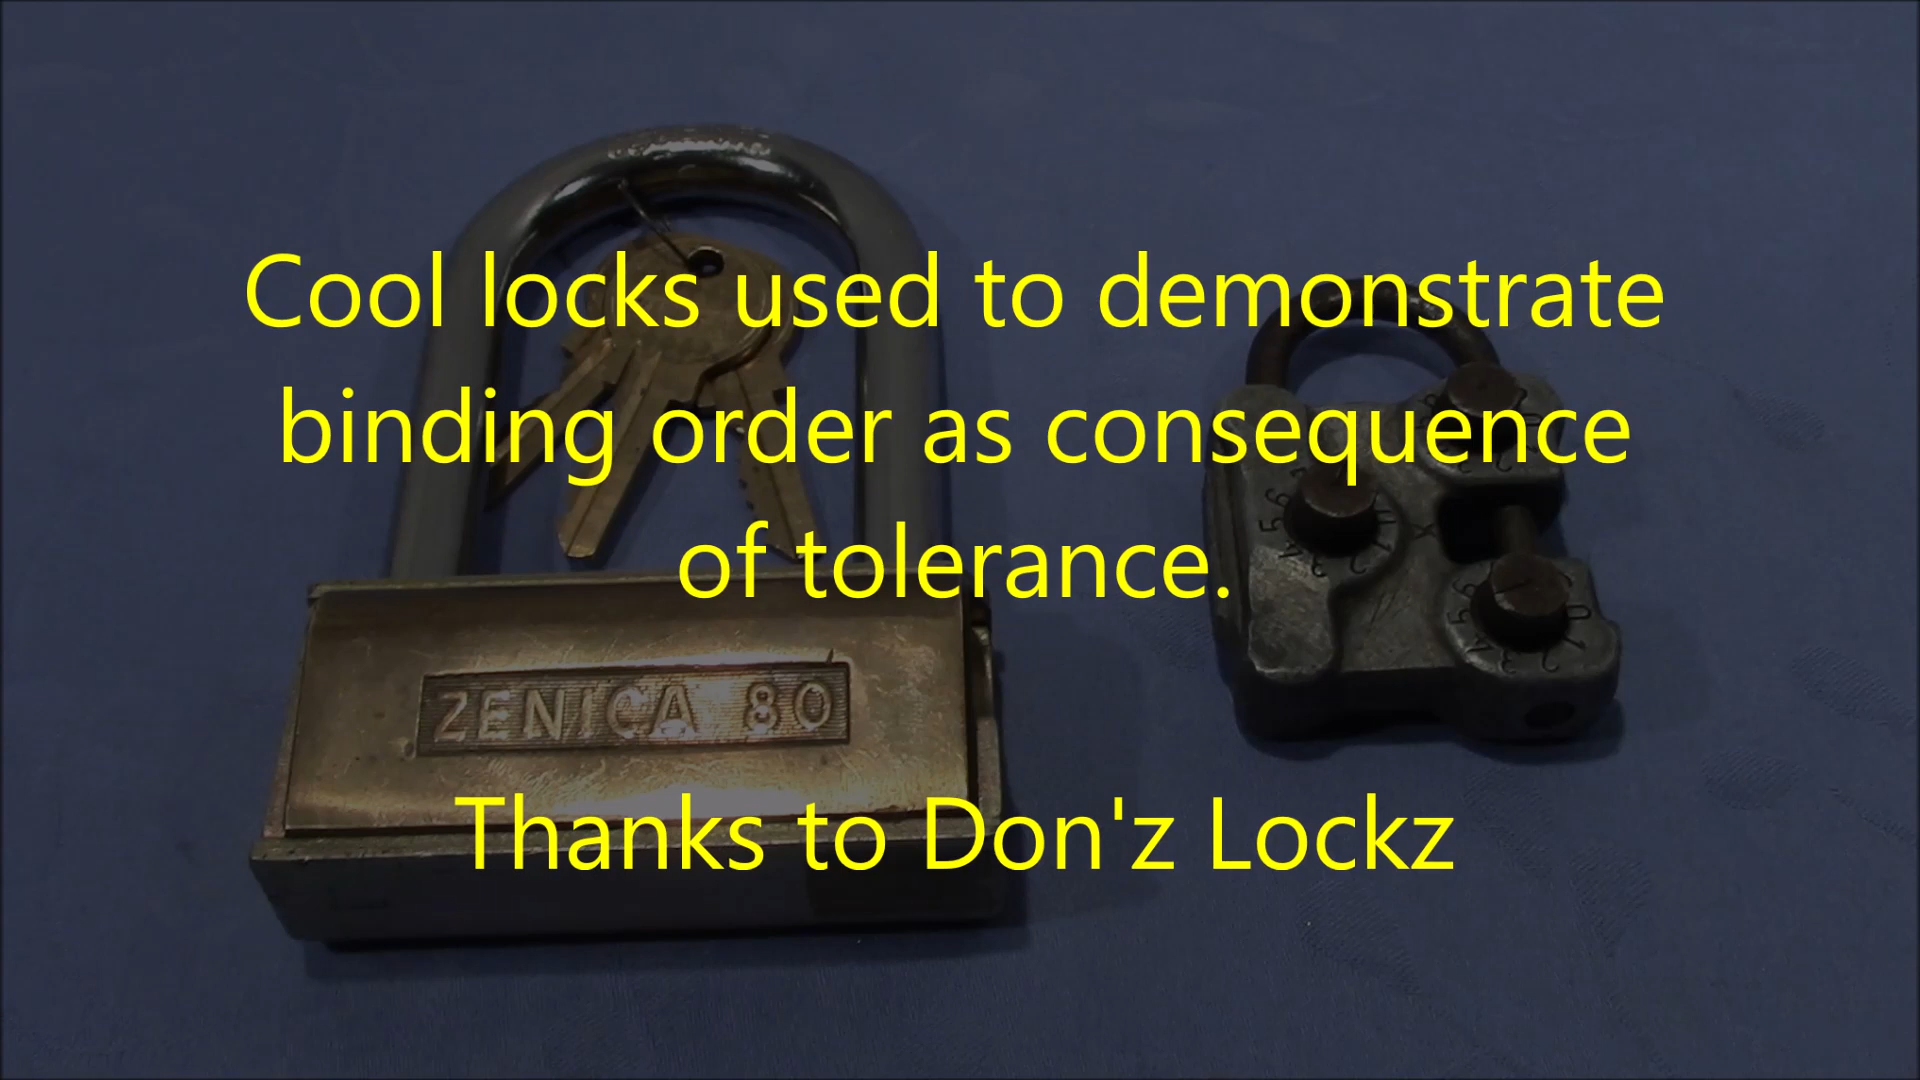 Cool locks used to demonstrate
binding order as consequence
of tolerance.
ZENICA 80
Thanks to Don'z Lockz